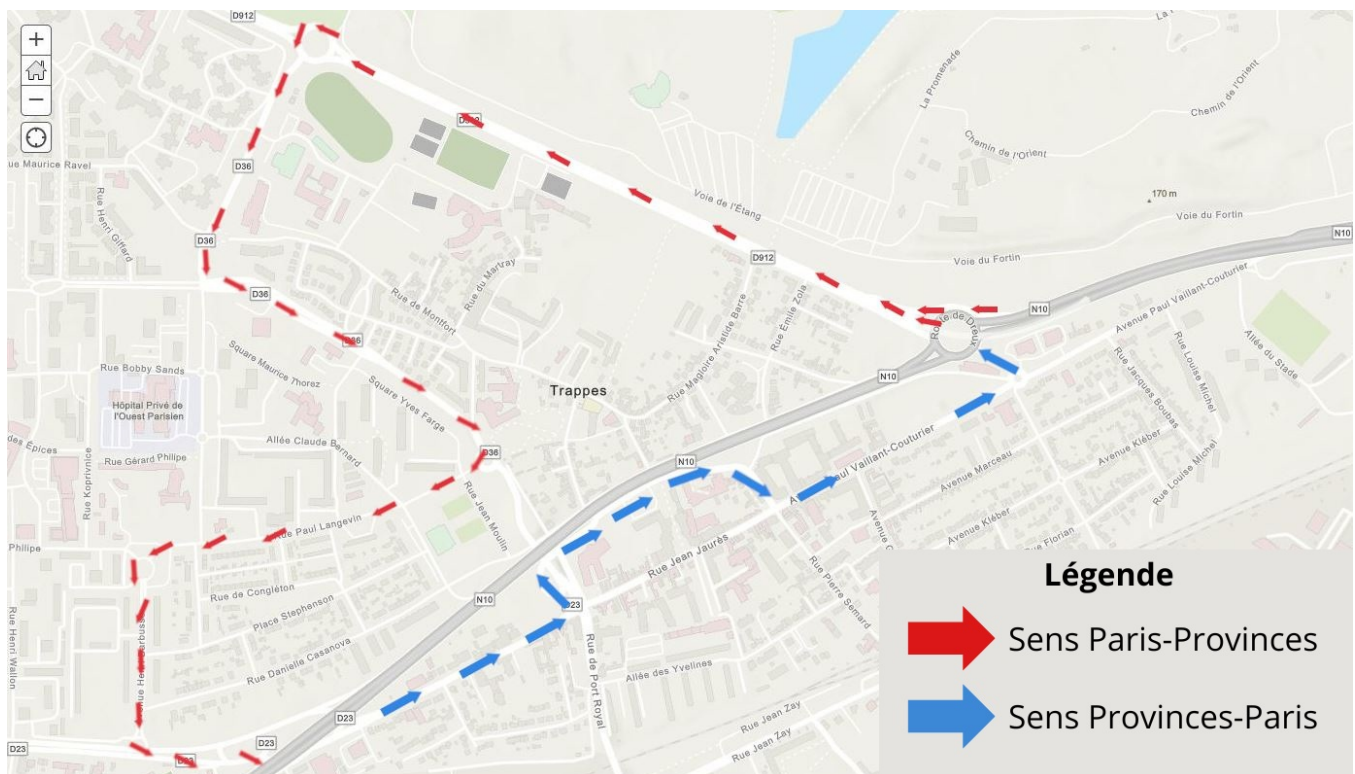 D912
+
−
La Promenade
Chemin de l'Orient
Chemin de l'Orient
D36
Rue Maurice Ravel
Rue Henri Giffard
Voie de l'Étang
170 m
Voie du Fortin
N10
D36
D912
Voie du Fortin
Rue du Martray
D36
Rue de Montfort
Rue Émile Zola
Rue Magloire Aristide Barre
N10
Avenue Paul Vaillant-Couturier
Route de Dreux
Allée du Stade
Rue Bobby Sands
Square Maurice Thorez
Square Yves Farge
Trappes
N10
Rue Louise Michel
Rue Jacques Boubas
Hôpital Privé de
l'Ouest Parisien
Allée Claude Bernard
des Épices
Rue Gérard Philipe
Rue Koprivnice
D36
N10
Paul Vaillant-Couturier
Avenue Marceau
Avenue Kléber
Rue Louise Michel
Rue Jean Moulin
Rue Paul Langevin
Philipe
Avenue Kléber
Rue Florian
Rue Jean Jaurès
Rue Pierre Sémard
Rue de Congléton
Place Stephenson
N10
D23
Rue Danielle Casanova
Rue Henri Wallon
Rue de Port Royal
Allée des Yvelines
D23
D23
D23
Rue Jean Zay
Rue Jean Zay
Légende
Sens Paris-Provinces
Sens Provinces-Paris